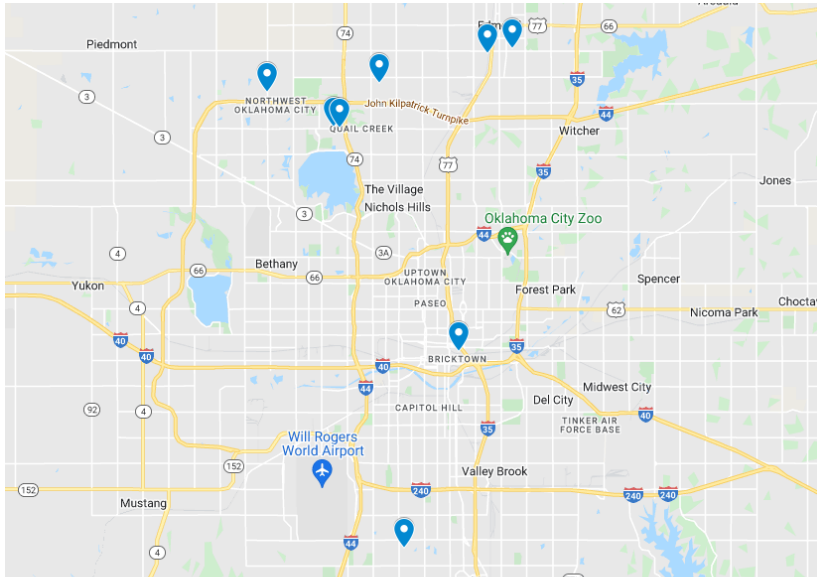 Arcadia
Edmo
77
66
74
Piedmont
35
3
NORTHWEST
OKLAHOMA CITY
John Kilpatrick Turnpike
44
QUAIL CREEK
Witcher
3
74
77
35
Jones
The Village
Nichols Hills
3
Oklahoma City Zoo
44
4
3A
Bethany
66
66
UPTOWN
OKLAHOMA CITY
Spencer
Yukon
Forest Park
PASEO
4
62
Nicoma Park
Choctaw
40
40
35
BRICKTOWN
40
44
Midwest City
Del City
92
4
CAPITOL HILL
40
TINKER AIR
FORCE BASE
35
Will Rogers
World Airport
152
Valley Brook
152
240
240
240
Mustang
4
44